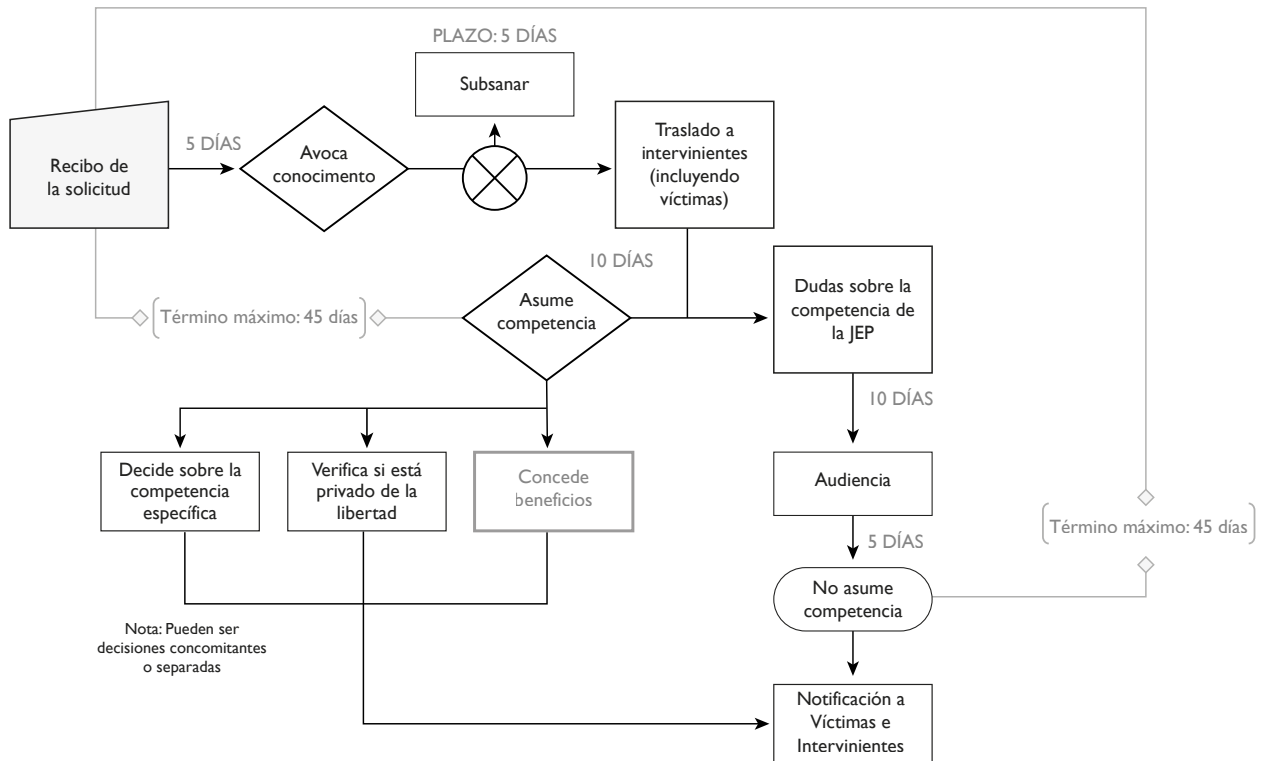 PLAZO: 5 DÍAS
Subsanar
Recibo de
la solicitud
5 DÍAS
Avoca
conocimento
Traslado a
intervinientes
(incluyendo
víctimas)
10 DÍAS
Término máximo: 45 días
Asume
competencia
Dudas sobre la
competencia de
la JEP
10 DÍAS
Decide sobre la
competencia
específica
Verifica si está
privado de la
libertad
Concede
beneficios
Audiencia
Término máximo: 45 días
5 DÍAS
No asume
competencia
Nota: Pueden ser
decisiones concomitantes
o separadas
Notificación a
Víctimas e
Intervinientes